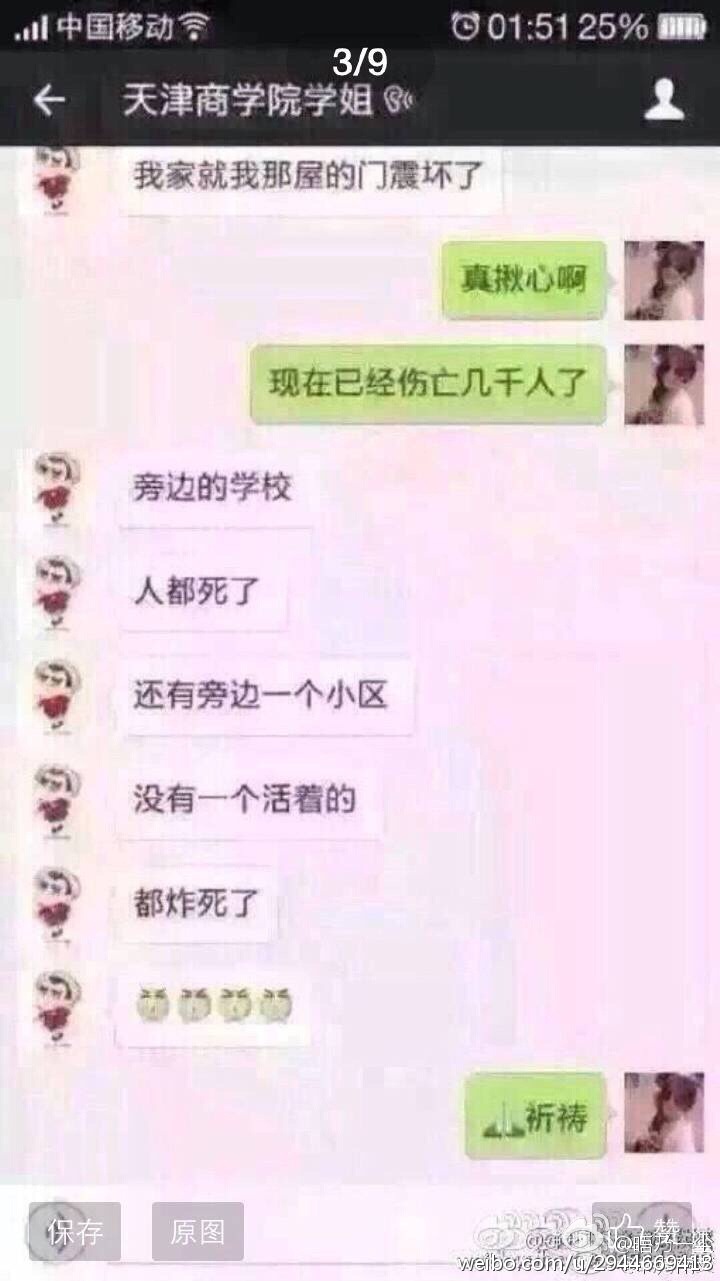 中国移动
01:51 25%
3/9
天津商学院学姐
我家就我那屋的门震坏了
真揪心啊
现在已经伤亡几千人了
旁边的学校
人都死了
还有旁边一个小区
没有一个活着的
都炸死了
祈祷
保存
原图
赞
weibo.com/u/2944669413